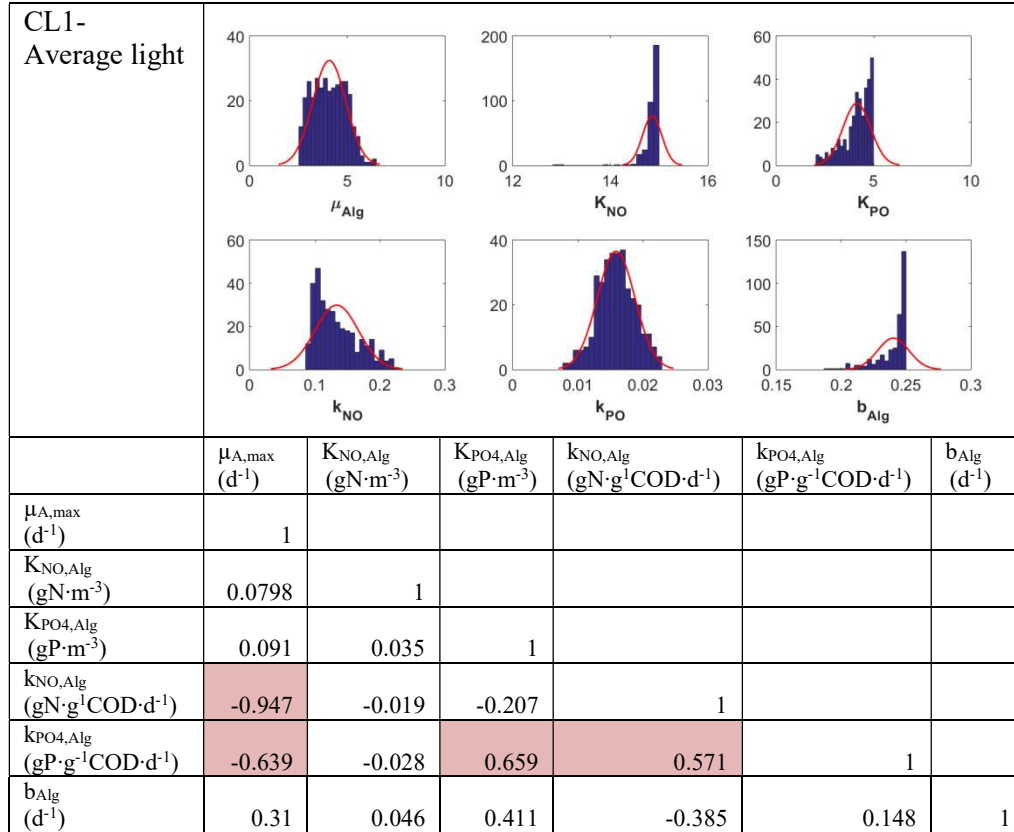 CL1-
Average light
40
20
0
0 5 10
μAlg
200
100
0
12 14 16
KNO
60
40
20
0
0 5 10
KPO
60
40
20
0
0 0.1 0.2 0.3
kNO
40
20
0
0 0.01 0.02 0.03
kPO
150
100
50
0
0.15 0.2 0.25 0.3
bAlg
μA,max KNO,Alg KPO4,Alg kNO,Alg kPO4,Alg bAlg
(d⁻¹) (gN·m⁻³) (gP·m⁻³) (gN·g¹COD·d⁻¹) (gP·g⁻¹COD·d⁻¹) (d⁻¹)
μA,max
(d⁻¹) 1
KNO,Alg
(gN·m⁻³) 0.0798 1
KPO4,Alg
(gP·m⁻³) 0.091 0.035 1
kNO,Alg
(gN·g¹COD·d⁻¹) -0.947 -0.019 -0.207 1
kPO4,Alg
(gP·g⁻¹COD·d⁻¹) -0.639 -0.028 0.659 0.571 1
bAlg
(d⁻¹) 0.31 0.046 0.411 -0.385 0.148 1